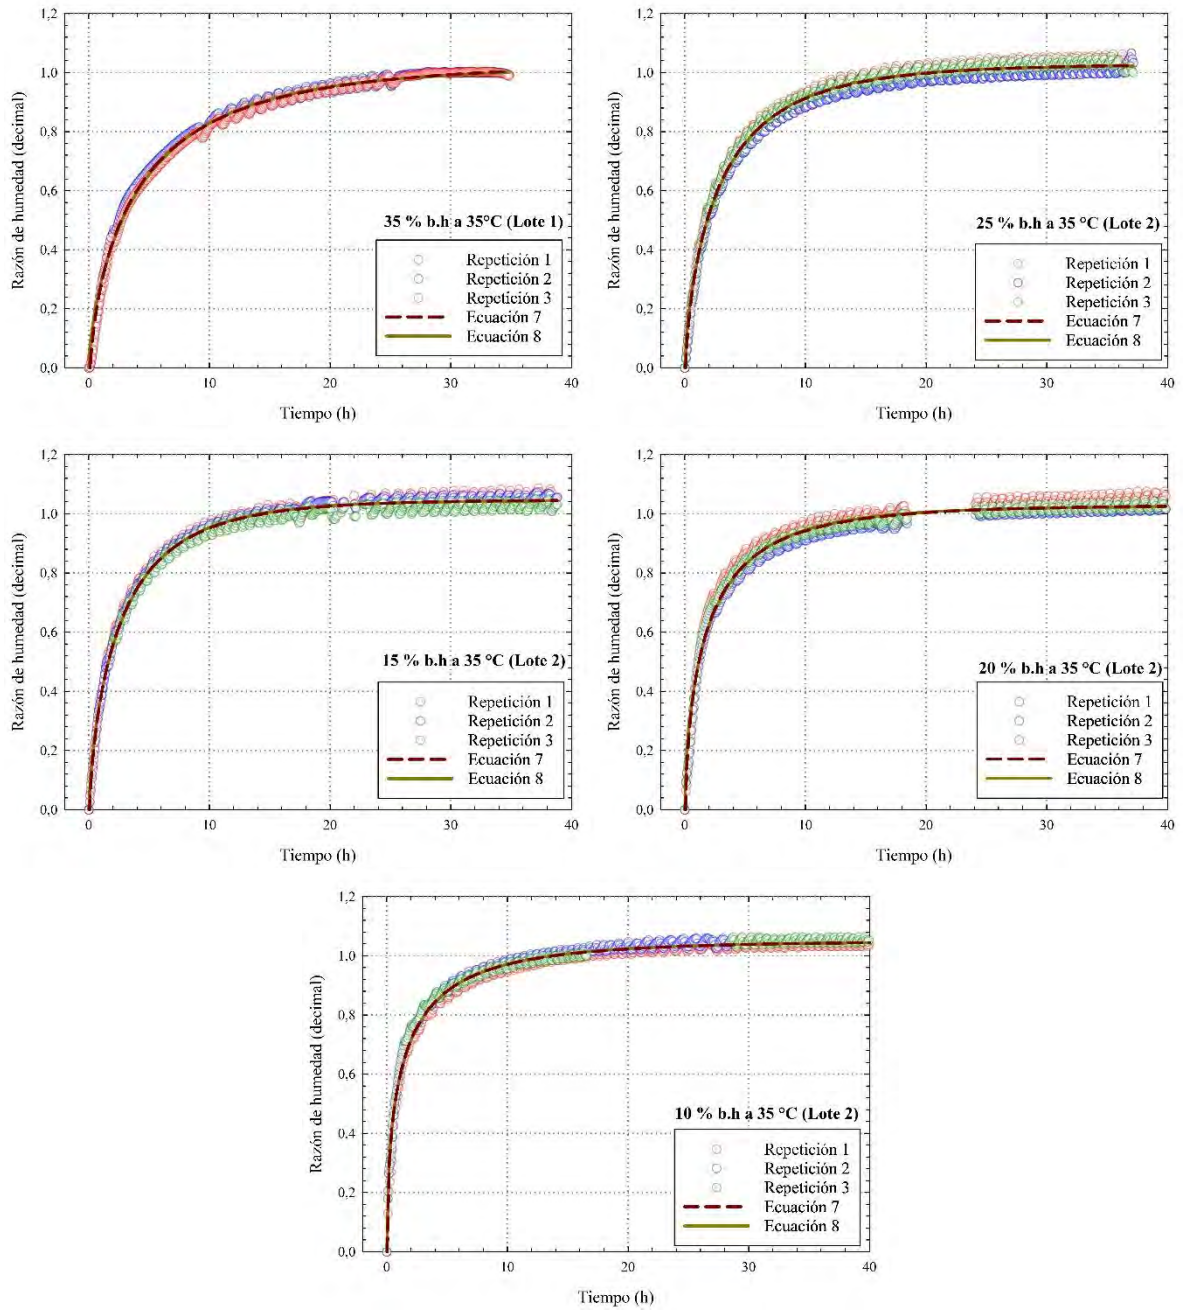 Razón de humedad (decimal)
1,2
1,0
0,8
0,6
0,4
0,2
0,0
35 % b.h a 35°C (Lote 1)
Repetición 1
Repetición 2
Repetición 3
Ecuación 7
Ecuación 8
0 10 20 30 40
Tiempo (h)
Razón de humedad (decimal)
1,2
1,0
0,8
0,6
0,4
0,2
0,0
25 % b.h a 35 °C (Lote 2)
Repetición 1
Repetición 2
Repetición 3
Ecuación 7
Ecuación 8
0 10 20 30 40
Tiempo (h)
Razón de humedad (decimal)
1,2
1,0
0,8
0,6
0,4
0,2
0,0
15 % b.h a 35 °C (Lote 2)
Repetición 1
Repetición 2
Repetición 3
Ecuación 7
Ecuación 8
0 10 20 30 40
Tiempo (h)
Razón de humedad (decimal)
1,2
1,0
0,8
0,6
0,4
0,2
0,0
20 % b.h a 35 °C (Lote 2)
Repetición 1
Repetición 2
Repetición 3
Ecuación 7
Ecuación 8
0 10 20 30 40
Tiempo (h)
Razón de humedad (decimal)
1,2
1,0
0,8
0,6
0,4
0,2
0,0
10 % b.h a 35 °C (Lote 2)
Repetición 1
Repetición 2
Repetición 3
Ecuación 7
Ecuación 8
0 10 20 30 40
Tiempo (h)